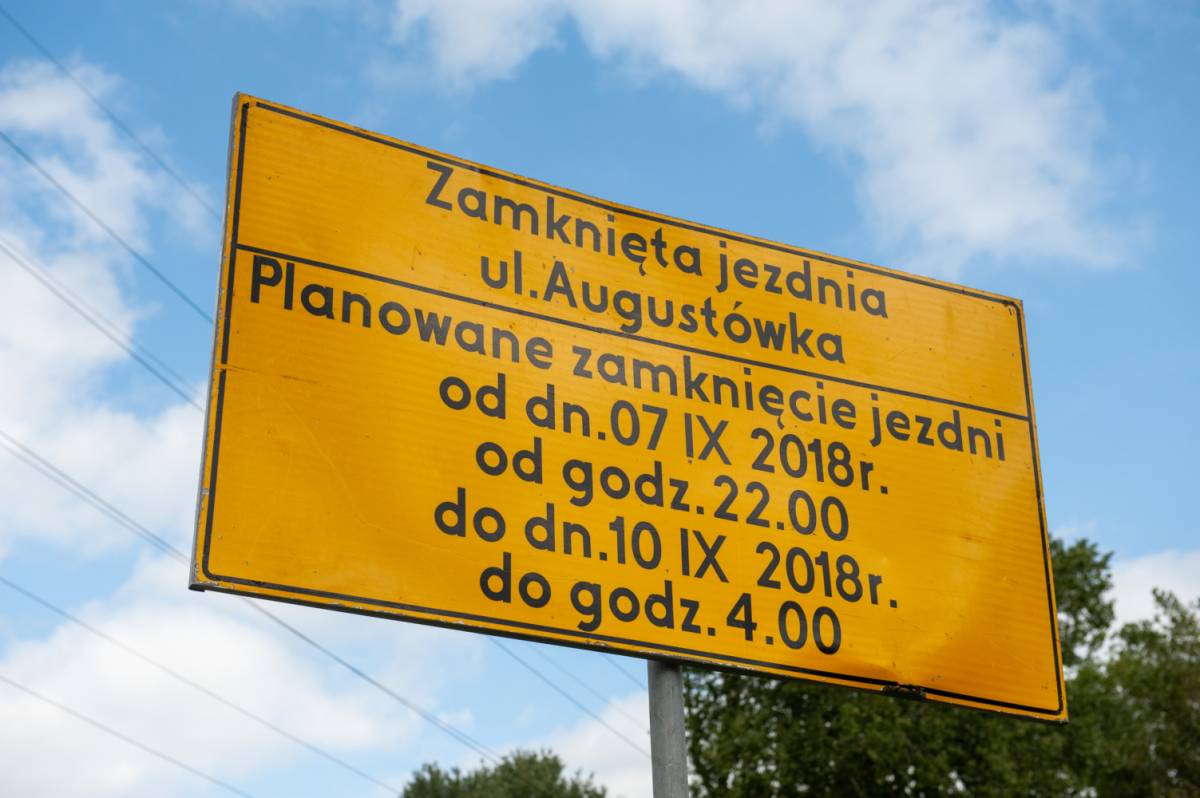 Zamknięta jezdnia
ul.Augustówka
Planowane zamknięcie jezdni
od dn.07 IX 2018r.
od godz.22.00
do dn.10 IX 2018r.
do godz.4.00